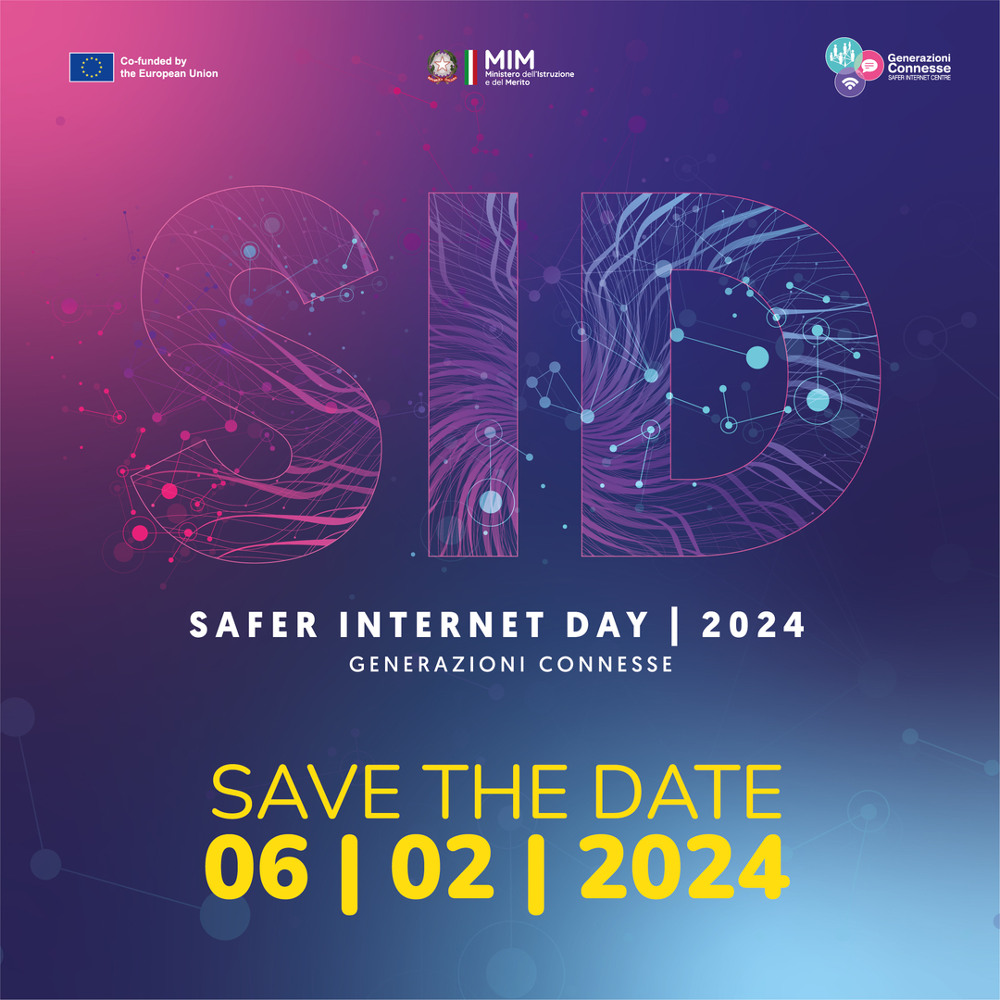 Co-funded by
the European Union
MIM
Ministero dell'Istruzione
e del Merito
Generazioni
Connesse
SAFER INTERNET CENTRE
SID
SAFER INTERNET DAY | 2024
GENERAZIONI CONNESSE
SAVE THE DATE
06 | 02 | 2024